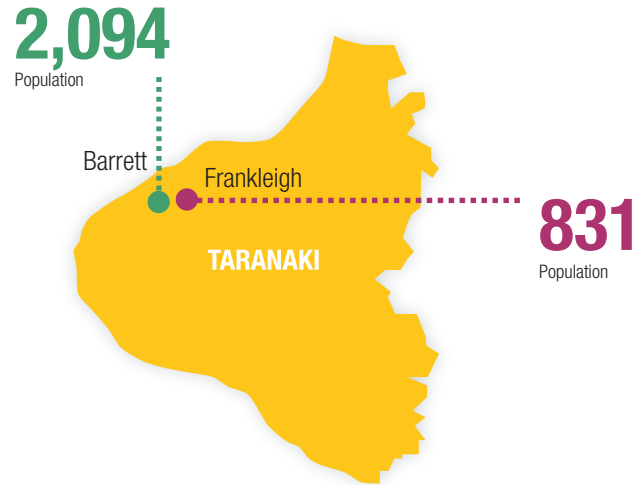 2,094
Population
Barrett
Frankleigh
TARANAKI
831
Population